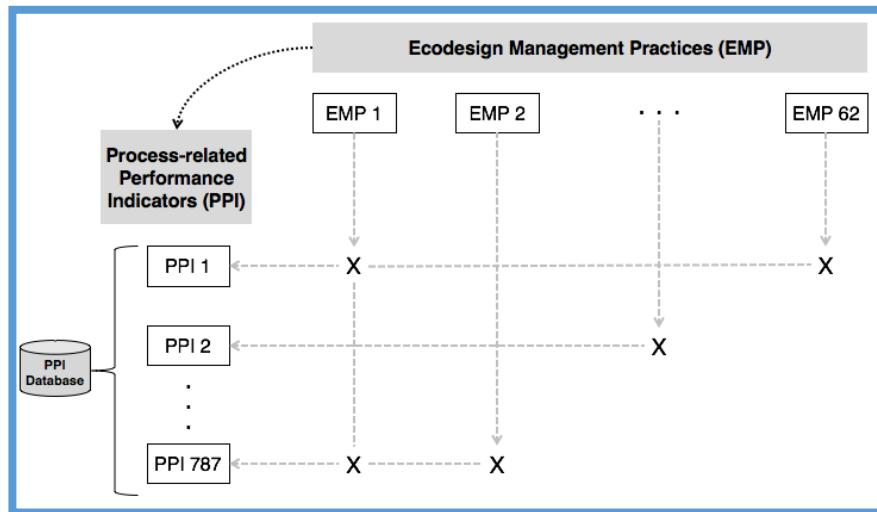 Ecodesign Management Practices (EMP)
EMP 1
EMP 2
. . .
EMP 62
Process-related
Performance
Indicators (PPI)
PPI 1
X
X
PPI 2
X
PPI
Database
.
.
.
PPI 787
X
X